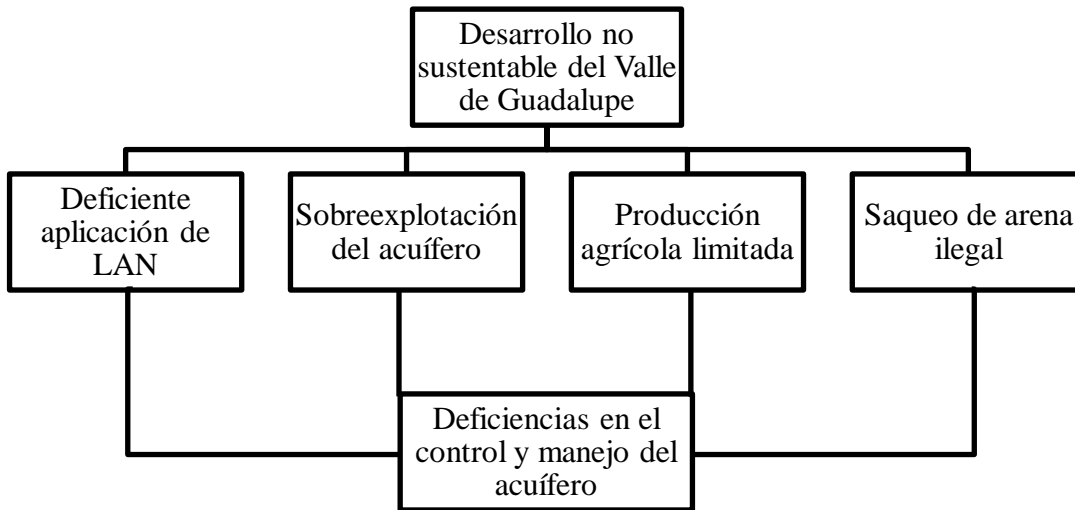 Desarrollo no
sustentable del Valle
de Guadalupe
Deficiente
aplicación de
LAN
Sobreexplotación
del acuífero
Producción
agrícola limitada
Saqueo de arena
ilegal
Deficiencias en el
control y manejo del
acuífero